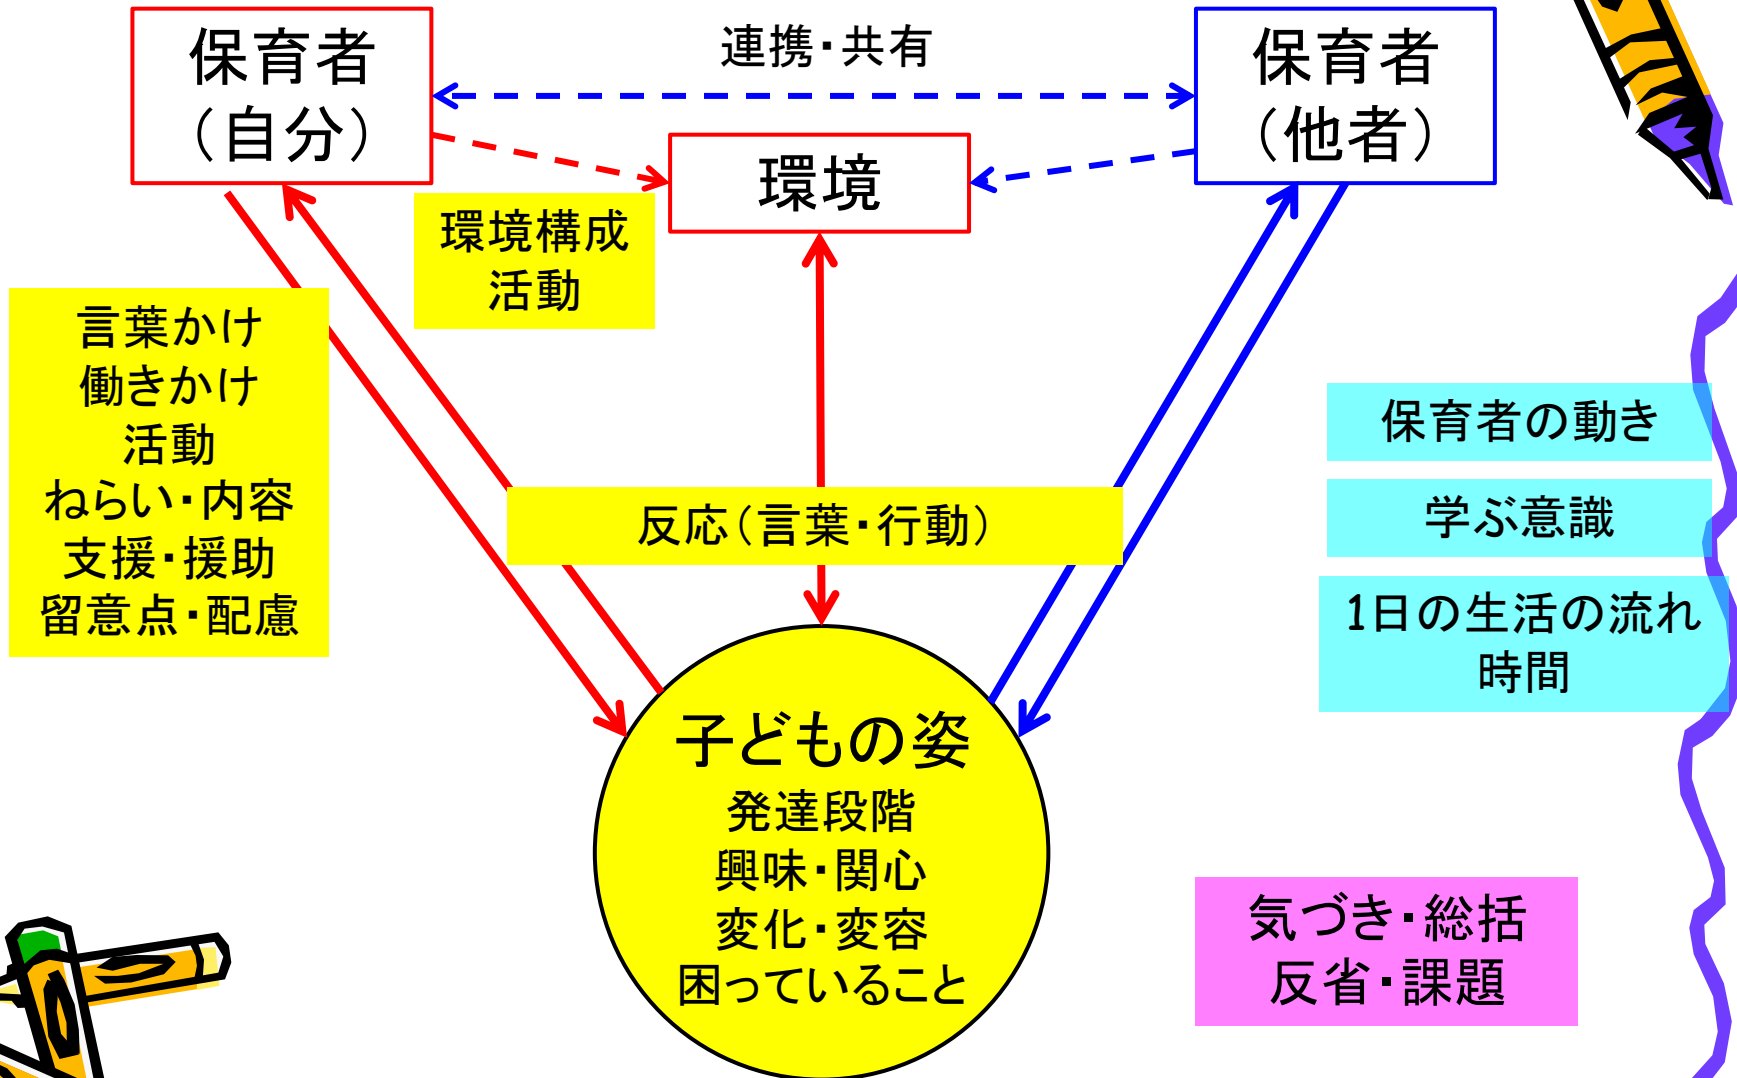 保育者
（自分）
連携・共有
保育者
（他者）
環境
環境構成
活動
言葉かけ
働きかけ
活動
ねらい・内容
支援・援助
留意点・配慮
反応（言葉・行動）
保育者の動き
学ぶ意識
1日の生活の流れ
時間
子どもの姿
発達段階
興味・関心
変化・変容
困っていること
気づき・総括
反省・課題